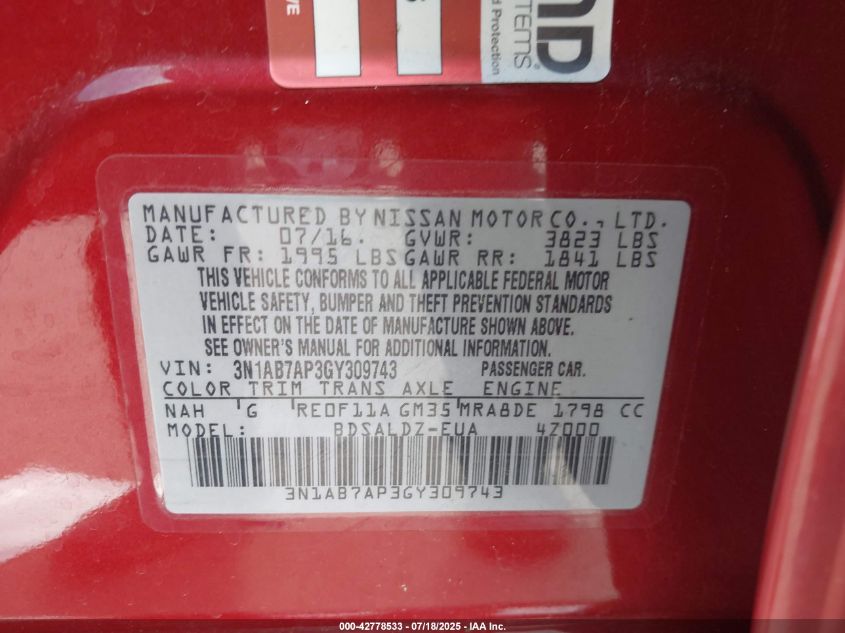 ND
STEMS®
d Protection
MANUFACTURED BY NISSAN MOTOR CO., LTD.
DATE: 07/16. GVWR: 3823 LBS
GAWR FR: 1995 LBS GAWR RR: 1841 LBS
THIS VEHICLE CONFORMS TO ALL APPLICABLE FEDERAL MOTOR
VEHICLE SAFETY, BUMPER AND THEFT PREVENTION STANDARDS
IN EFFECT ON THE DATE OF MANUFACTURE SHOWN ABOVE.
SEE OWNER'S MANUAL FOR ADDITIONAL INFORMATION.
VIN: 3N1AB7AP3GY309743 PASSENGER CAR.
COLOR TRIM TRANS AXLE ENGINE
NAH G RE0F11A GM35 MRA8DE 1798 CC
MODEL: BDSALDZ-EUA 4Z000
3N1AB7AP3GY309743
000-42778533 - 07/18/2025 - IAA, Inc.